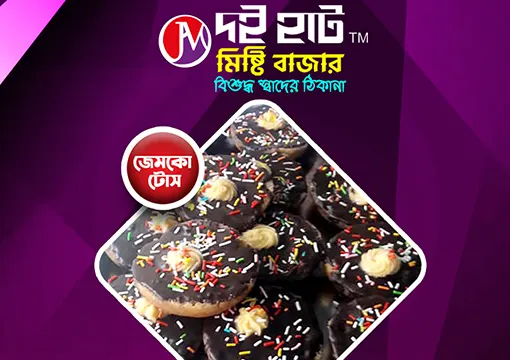 JM দই হাট TM
মিষ্টি বাজার
বিশুদ্ধ স্বাদের ঠিকানা
জেমকো
টোস